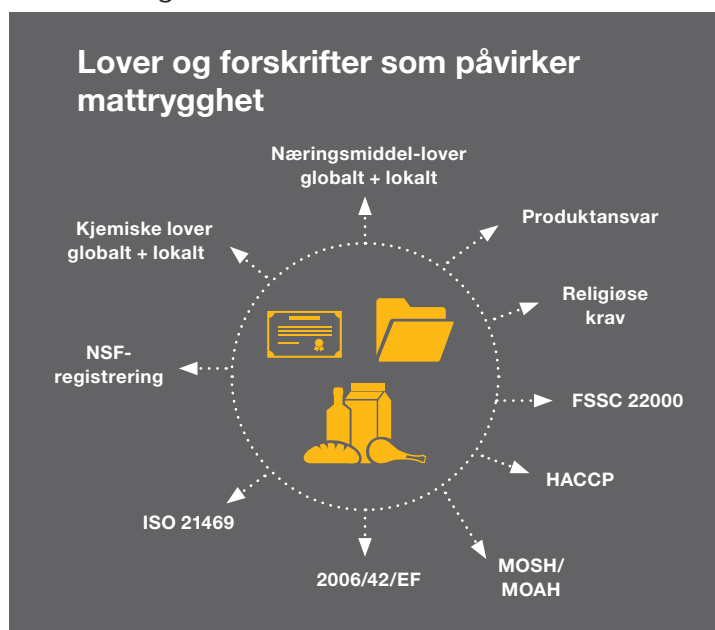 Lover og forskrifter som påvirker
mattrygghet
Næringsmiddel-lover
globalt + lokalt
Produktansvar
Kjemiske lover
globalt + lokalt
Religiøse
krav
NSF-
registrering
FSSC 22000
HACCP
ISO 21469
MOSH/
MOAH
2006/42/EF